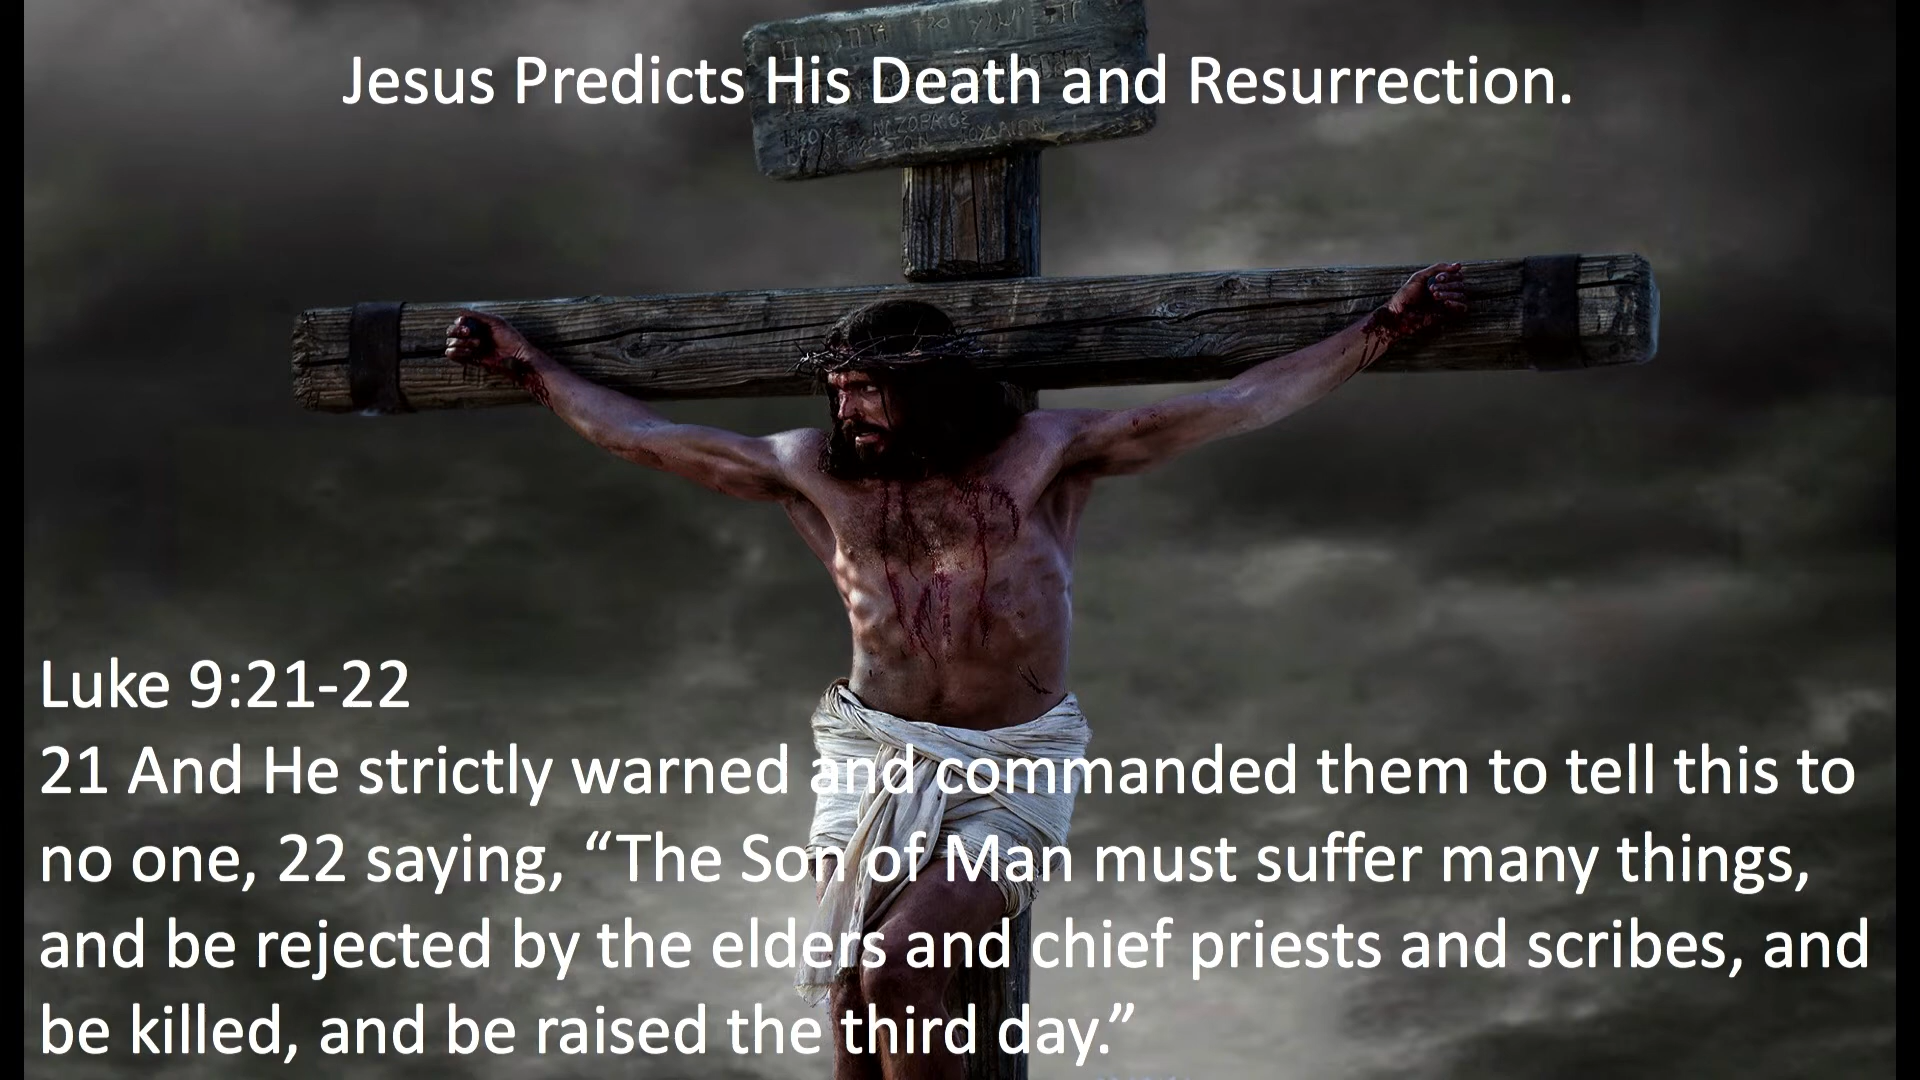 Jesus Predicts His Death and Resurrection.
ΝΑΖΟΡΑΙΟΣ
Luke 9:21-22
21 And He strictly warned and commanded them to tell this to
no one, 22 saying, “The Son of Man must suffer many things,
and be rejected by the elders and chief priests and scribes, and
be killed, and be raised the third day.”